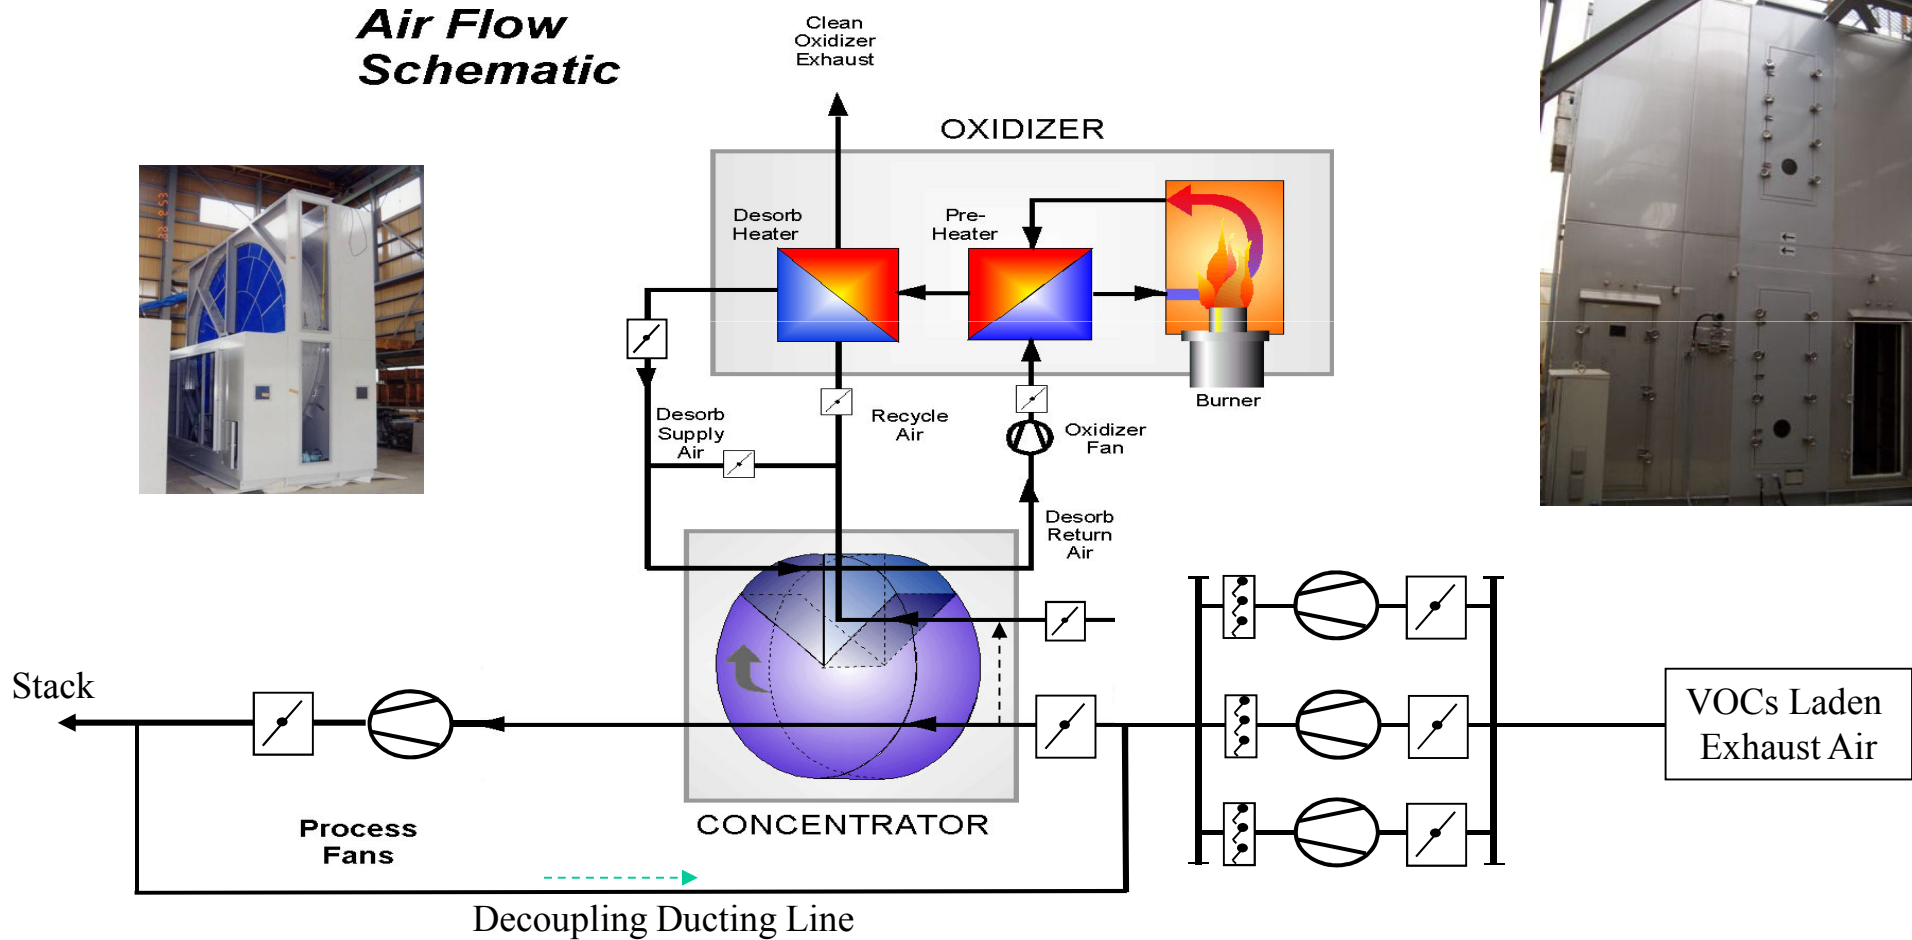 Air Flow
Schematic
Clean
Oxidizer
Exhaust
OXIDIZER
Desorb
Heater
Pre-
Heater
Burner
Desorb
Supply
Air
Recycle
Air
Oxidizer
Fan
Desorb
Return
Air
Stack
VOCs Laden
Exhaust Air
CONCENTRATOR
Process
Fans
Decoupling Ducting Line